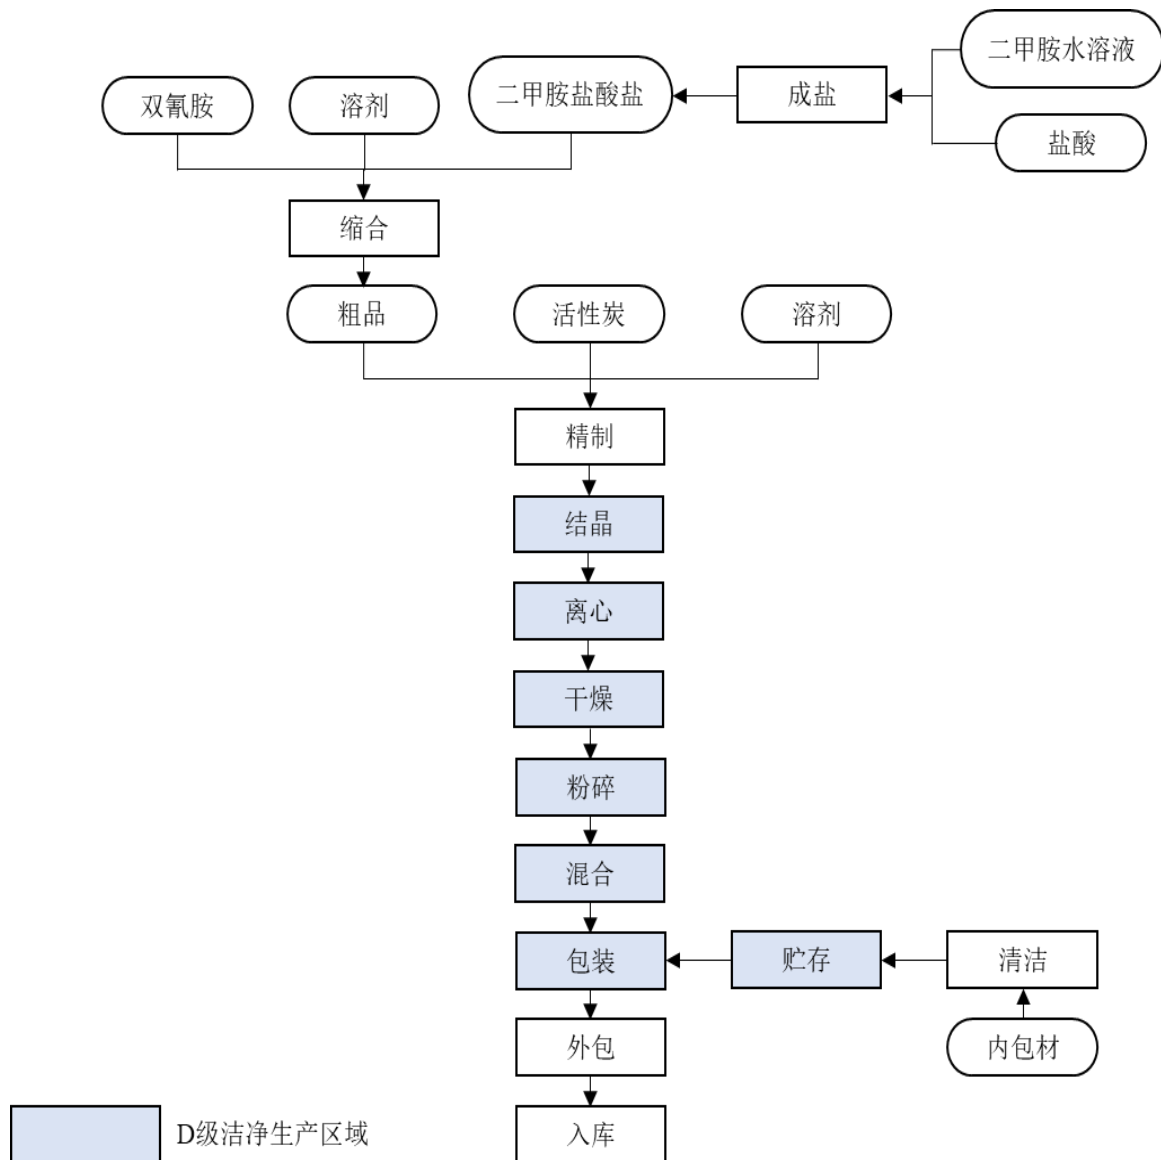 二甲胺水溶液
双氰胺
溶剂
二甲胺盐酸盐
成盐
盐酸
缩合
粗品
活性炭
溶剂
精制
结晶
离心
干燥
粉碎
混合
包装
贮存
清洁
外包
内包材
入库
D级洁净生产区域